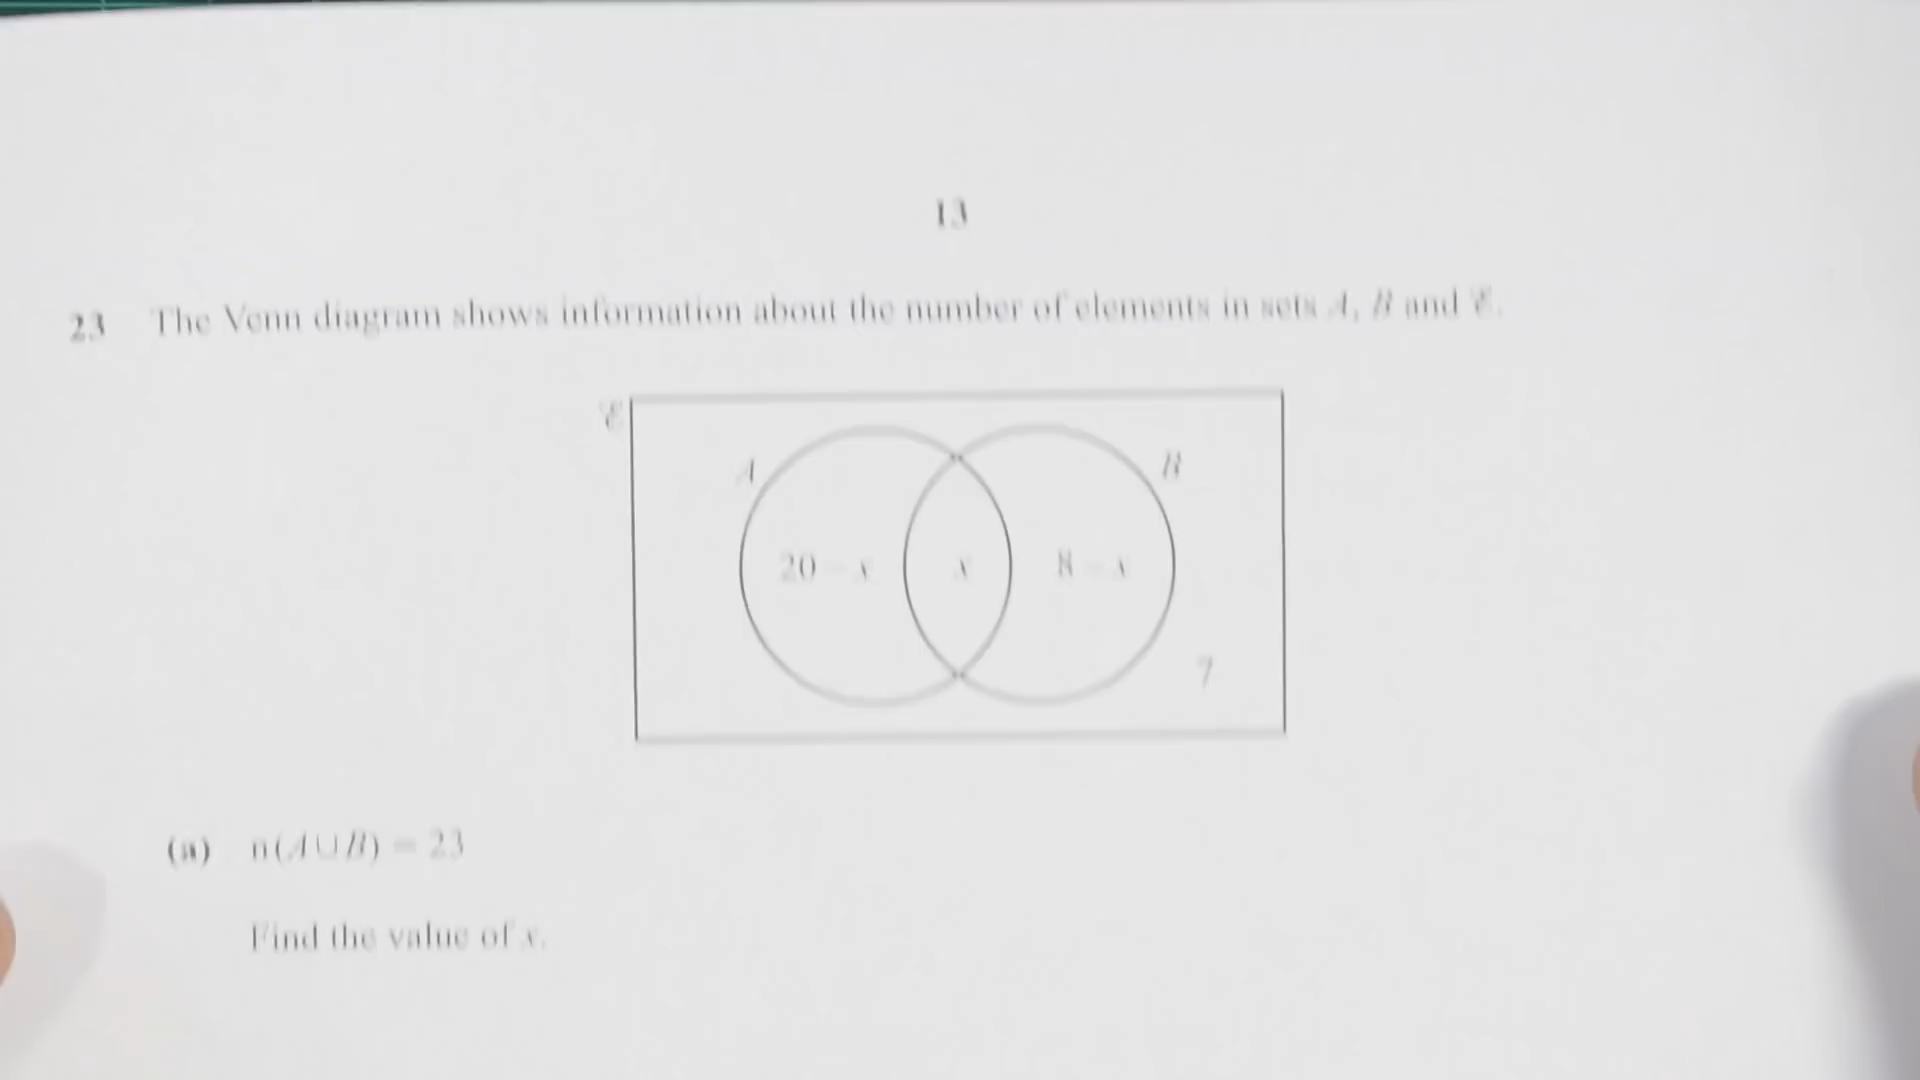 13
23 The Venn diagram shows information about the number of elements in sets A, B and ℰ.
ℰ
A
B
20 − x
x
8 − x
7
(a) n(A∪B) = 23
Find the value of x.